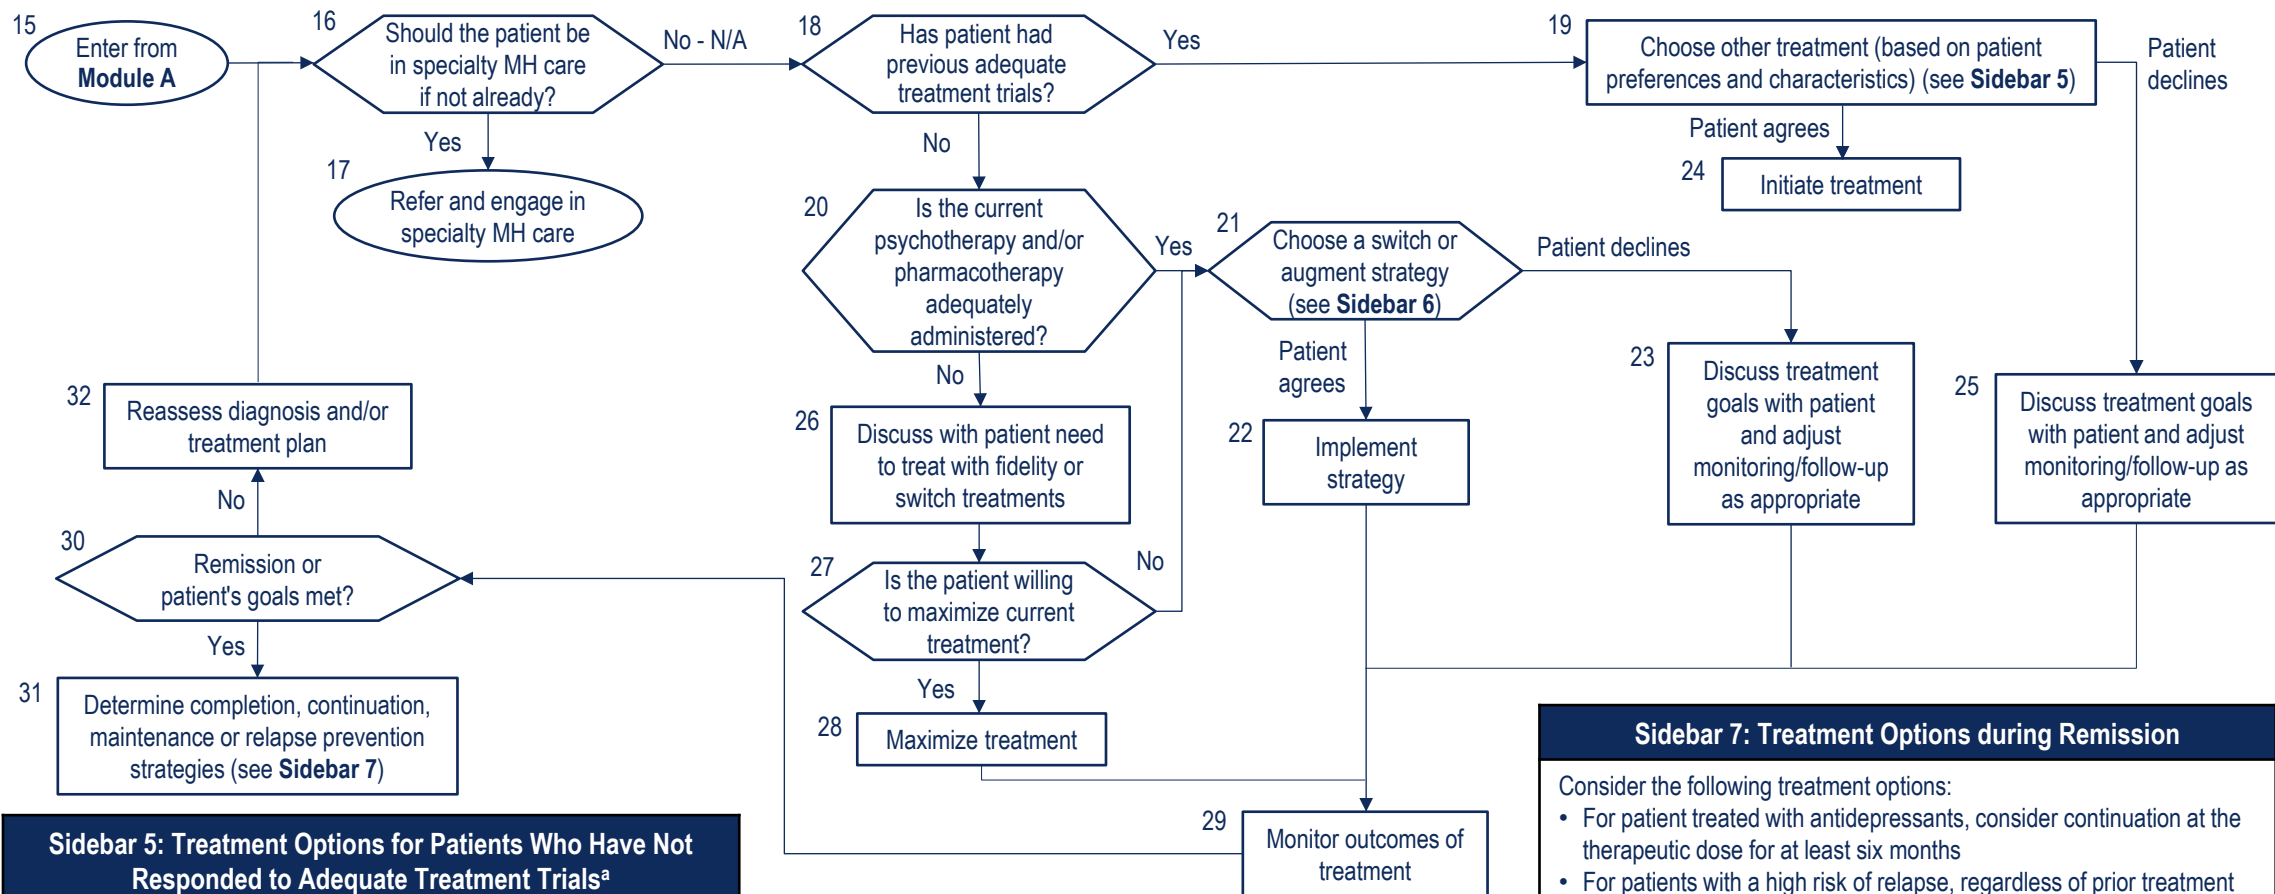 15
Enter from
Module A
16
Should the patient be
in specialty MH care
if not already?
No - N/A
Yes
17
Refer and engage in
specialty MH care
18
Has patient had
previous adequate
treatment trials?
Yes
No
19
Choose other treatment (based on patient
preferences and characteristics) (see Sidebar 5)
Patient
declines
Patient agrees
24
Initiate treatment
20
Is the current
psychotherapy and/or
pharmacotherapy
adequately
administered?
Yes
No
21
Choose a switch or
augment strategy
(see Sidebar 6)
Patient declines
Patient
agrees
22
Implement
strategy
23
Discuss treatment
goals with patient
and adjust
monitoring/follow-up
as appropriate
25
Discuss treatment goals
with patient and adjust
monitoring/follow-up as
appropriate
26
Discuss with patient need
to treat with fidelity or
switch treatments
27
Is the patient willing
to maximize current
treatment?
No
Yes
28
Maximize treatment
29
Monitor outcomes of
treatment
32
Reassess diagnosis and/or
treatment plan
No
30
Remission or
patient's goals met?
Yes
31
Determine completion, continuation,
maintenance or relapse prevention
strategies (see Sidebar 7)
Sidebar 5: Treatment Options for Patients Who Have Not
Responded to Adequate Treatment Trialsᵃ
Sidebar 7: Treatment Options during Remission
Consider the following treatment options:
• For patient treated with antidepressants, consider continuation at the
therapeutic dose for at least six months
• For patients with a high risk of relapse, regardless of prior treatment